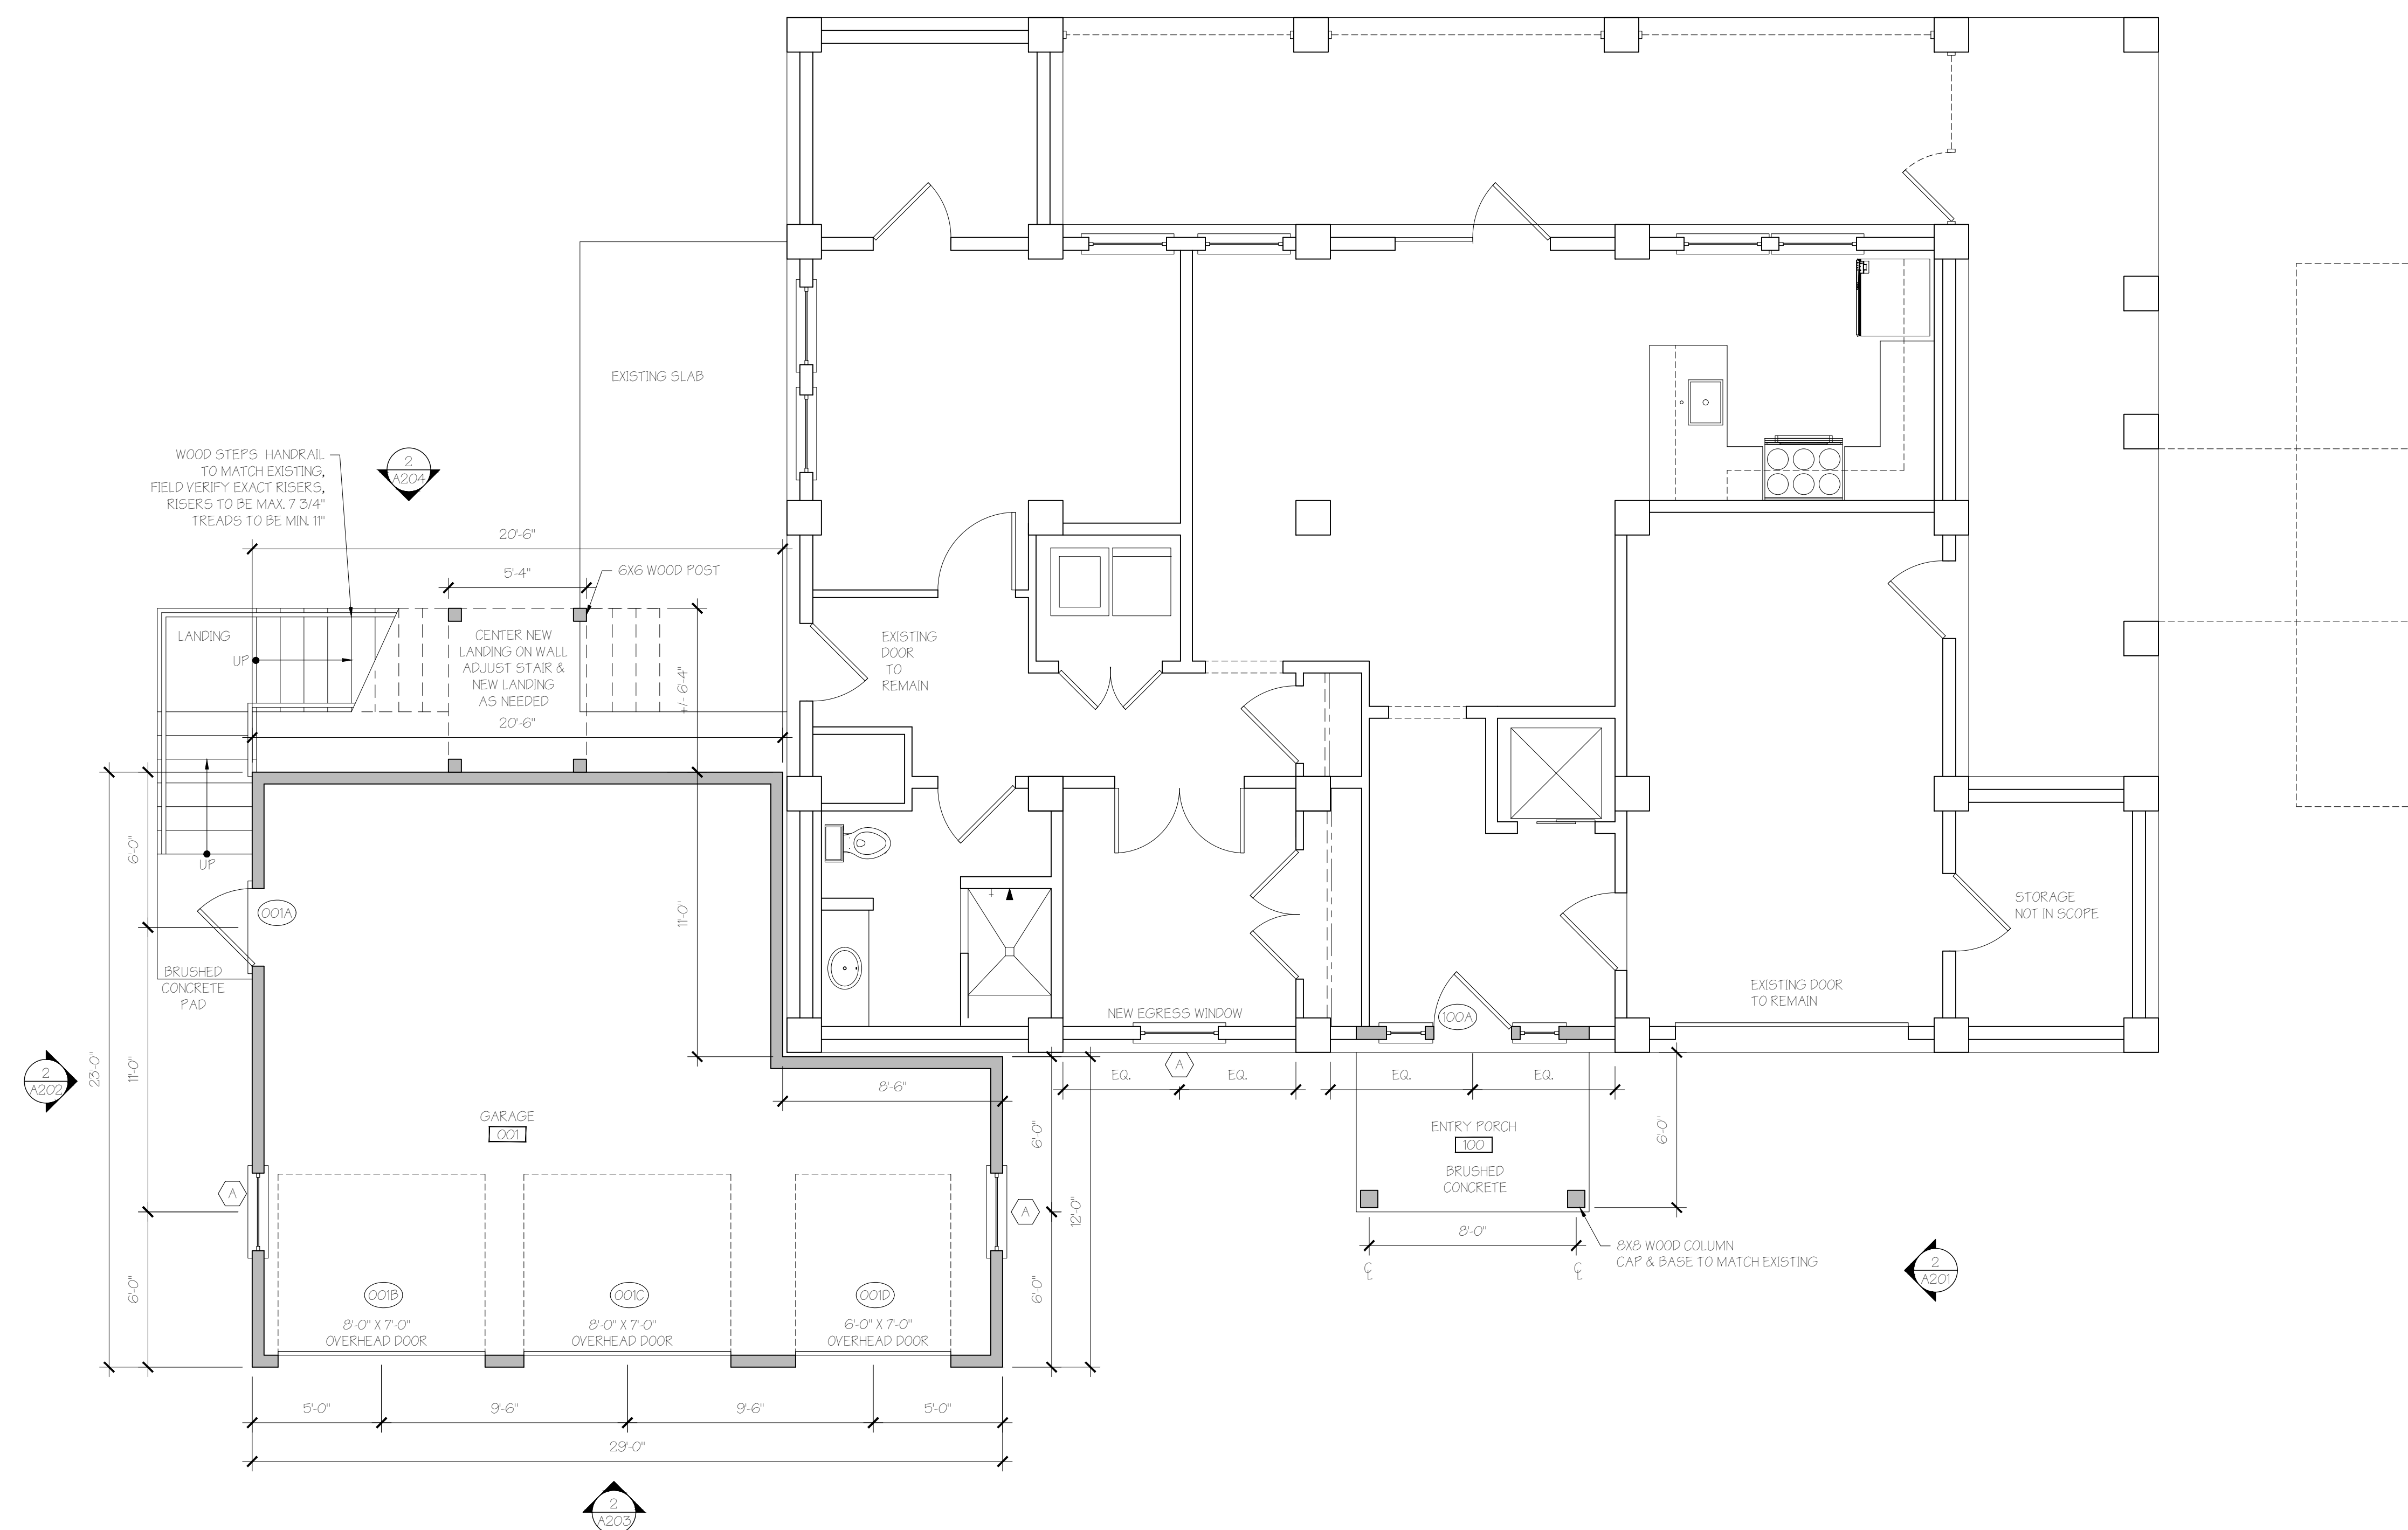 EXISTING SLAB
WOOD STEPS HANDRAIL
TO MATCH EXISTING,
FIELD VERIFY EXACT RISERS,
RISERS TO BE MAX. 7 3/4"
TREADS TO BE MIN. 11"
2
A204
20'-6"
5'-4"
6X6 WOOD POST
LANDING
UP
CENTER NEW
LANDING ON WALL
ADJUST STAIR &
NEW LANDING
AS NEEDED
20'-6"
+/- 6'-4"
EXISTING
DOOR
TO
REMAIN
UP
6'-0"
001A
11'-0"
BRUSHED
CONCRETE
PAD
STORAGE
NOT IN SCOPE
EXISTING DOOR
TO REMAIN
NEW EGRESS WINDOW
100A
2
A202
23'-0"
11'-0"
A
EQ.
EQ.
EQ.
EQ.
8'-6"
GARAGE
001
6'-0"
ENTRY PORCH
100
BRUSHED
CONCRETE
6'-0"
A
A
12'-0"
8'-0"
8X8 WOOD COLUMN
CAP & BASE TO MATCH EXISTING
CL
CL
2
A201
6'-0"
001B
8'-0" X 7'-0"
OVERHEAD DOOR
001C
8'-0" X 7'-0"
OVERHEAD DOOR
001D
6'-0" X 7'-0"
OVERHEAD DOOR
6'-0"
5'-0"
9'-6"
9'-6"
5'-0"
29'-0"
2
A203